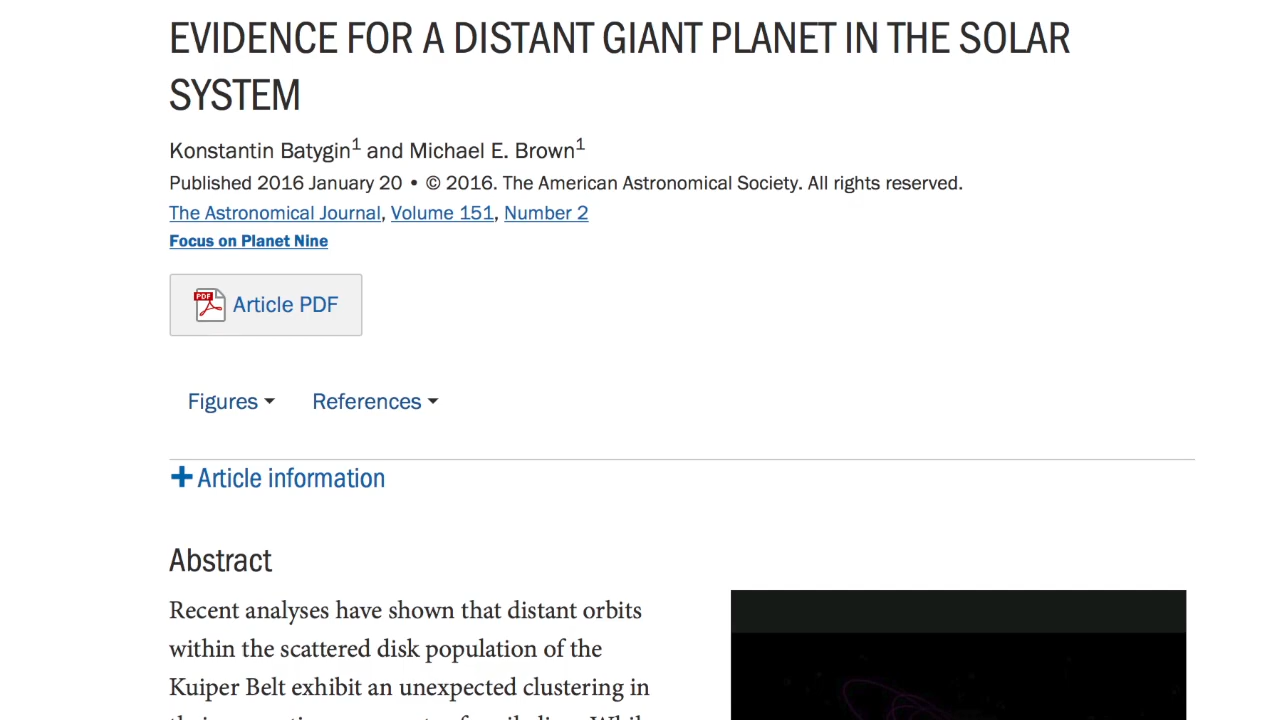 EVIDENCE FOR A DISTANT GIANT PLANET IN THE SOLAR
SYSTEM
Konstantin Batygin1 and Michael E. Brown1
Published 2016 January 20 • © 2016. The American Astronomical Society. All rights reserved.
The Astronomical Journal, Volume 151, Number 2
Focus on Planet Nine
PDF Article PDF
Figures References
Article information
Abstract
Recent analyses have shown that distant orbits
within the scattered disk population of the
Kuiper Belt exhibit an unexpected clustering in